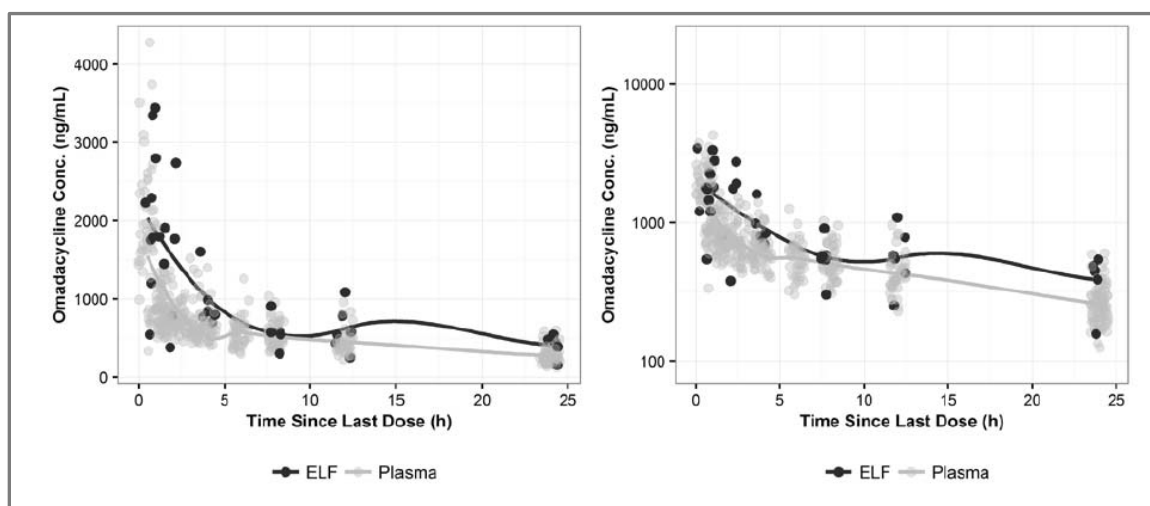 Omadacycline Conc. (ng/mL)
4000
3000
2000
1000
0
0 5 10 15 20 25
Time Since Last Dose (h)
ELF Plasma
Omadacycline Conc. (ng/mL)
10000
1000
100
0 5 10 15 20 25
Time Since Last Dose (h)
ELF Plasma